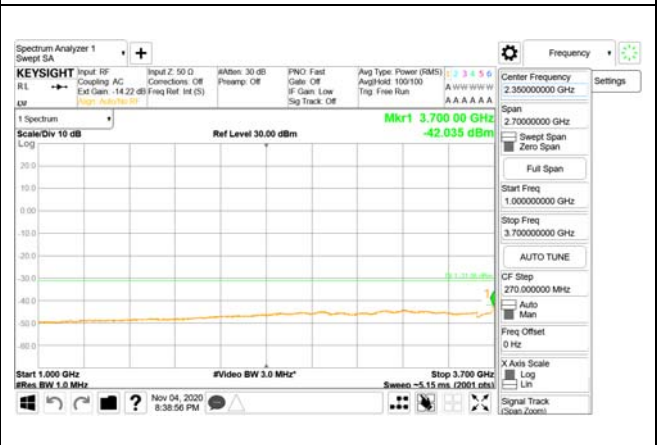 Spectrum Analyzer 1
Swept SA
+
Frequency
KEYSIGHT
RL
Input: RF
Coupling: AC
Ext Gain: -14.22 dB
Align: Auto/No RF
Input Z: 50 Ω
Corrections: Off
Freq Ref: Int (S)
#Atten: 30 dB
Preamp: Off
PNO: Fast
Gate: Off
IF Gain: Low
Sig Track: Off
Avg Type: Power (RMS)
Avg|Hold: 100/100
Trig: Free Run
1 2 3 4 5 6
A W W W W W
A A A A A A
Settings
1 Spectrum
Scale/Div 10 dB
Log
Ref Level 30.00 dBm
Mkr1 3.700 00 GHz
-42.035 dBm
20.0
10.0
0.00
-10.0
-20.0
-30.0
-40.0
-50.0
-60.0
1
Start 1.000 GHz
#Res BW 1.0 MHz
#Video BW 3.0 MHz*
Stop 3.700 GHz
Sweep ~5.15 ms (2001 pts)
Center Frequency
2.350000000 GHz
Span
2.70000000 GHz
Swept Span
Zero Span
Full Span
Start Freq
1.000000000 GHz
Stop Freq
3.700000000 GHz
AUTO TUNE
CF Step
270.000000 MHz
Auto
Man
Freq Offset
0 Hz
X Axis Scale
Log
Lin
Signal Track
(Span Zoom)
?
Nov 04, 2020
8:38:56 PM